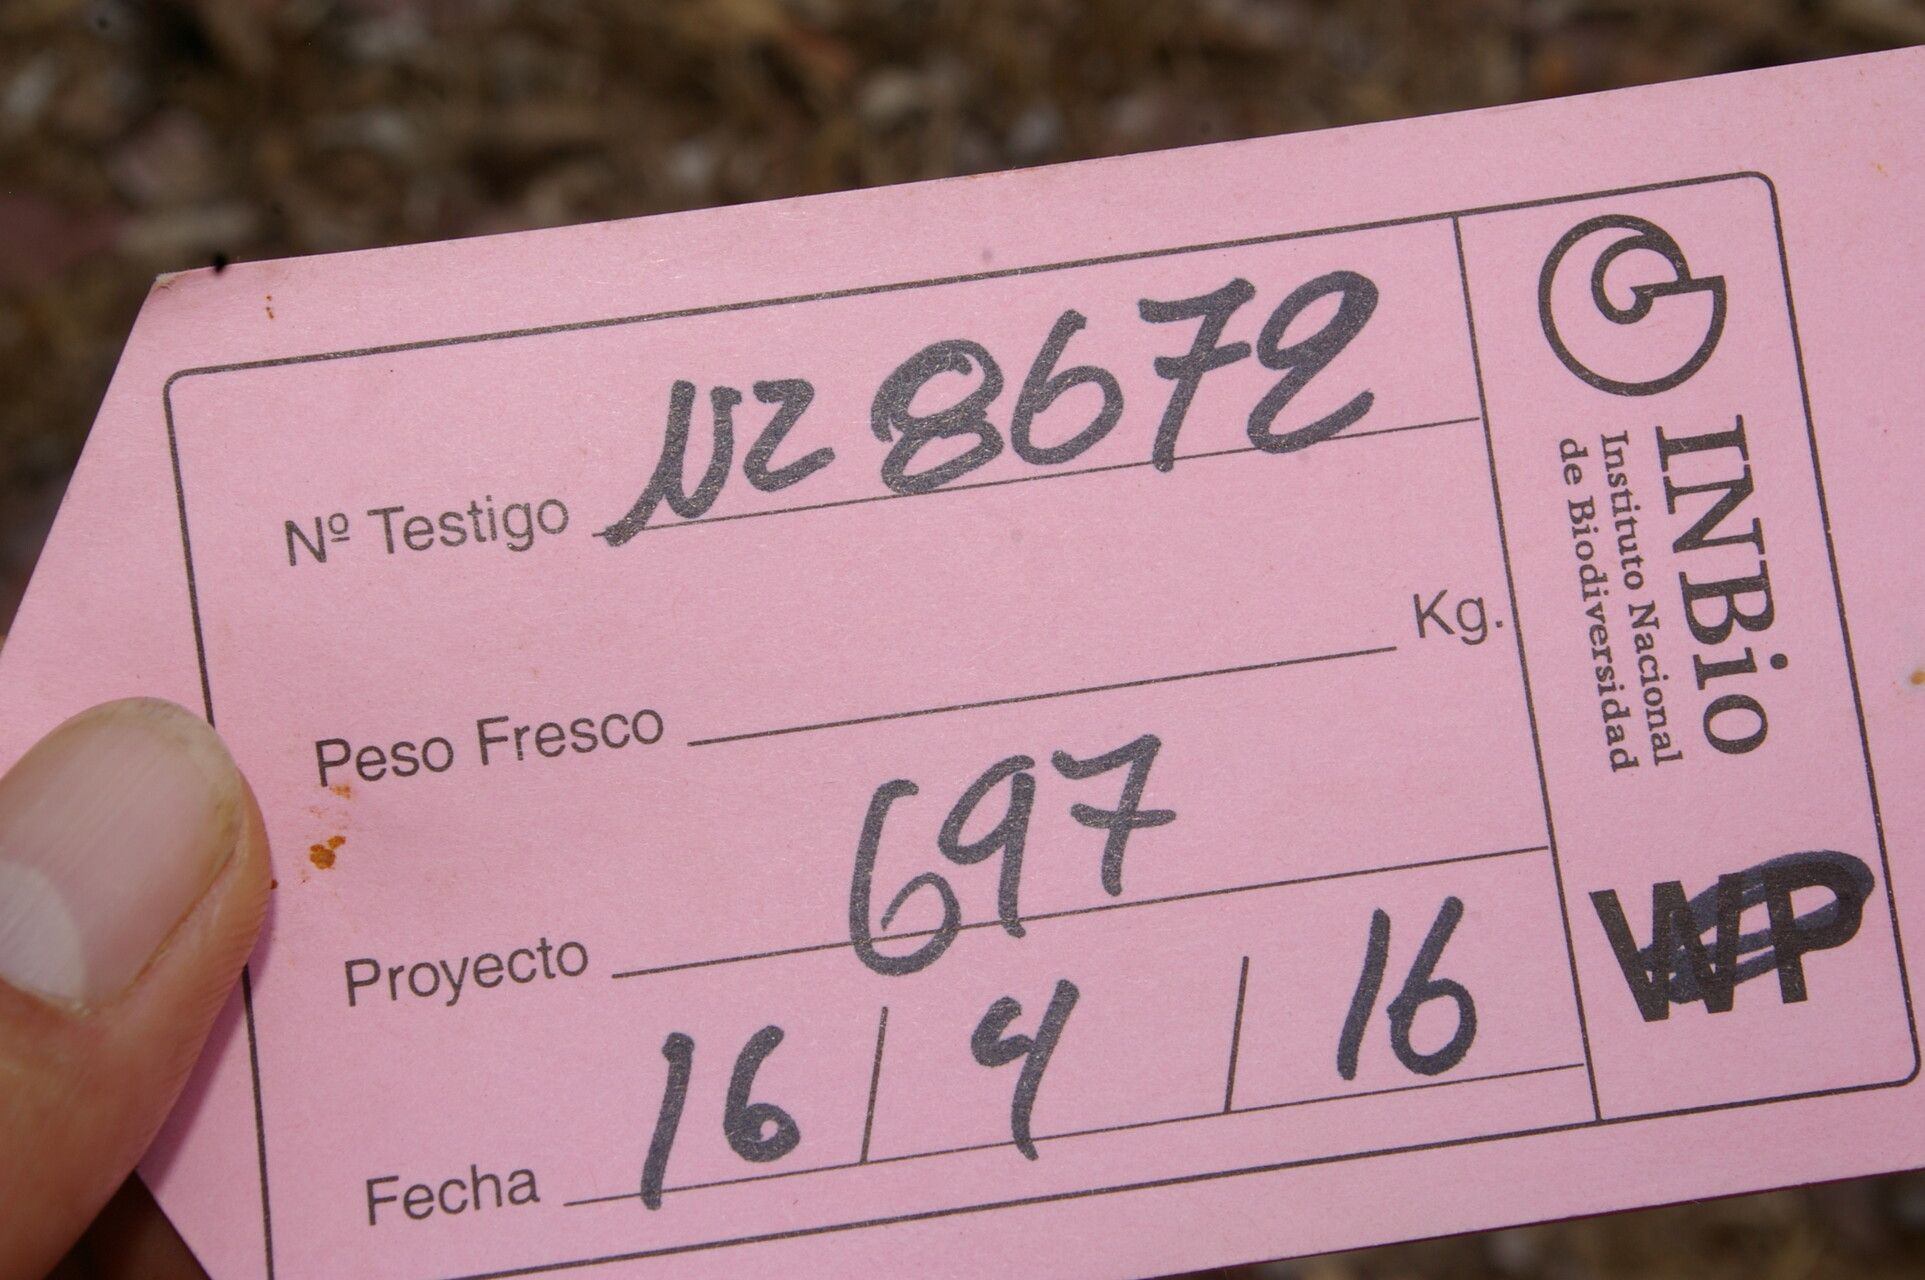 Nº Testigo NZ 8672
Peso Fresco Kg.
Proyecto 697
Fecha 16 / 4 / 16
INBio
Instituto Nacional
de Biodiversidad
WP